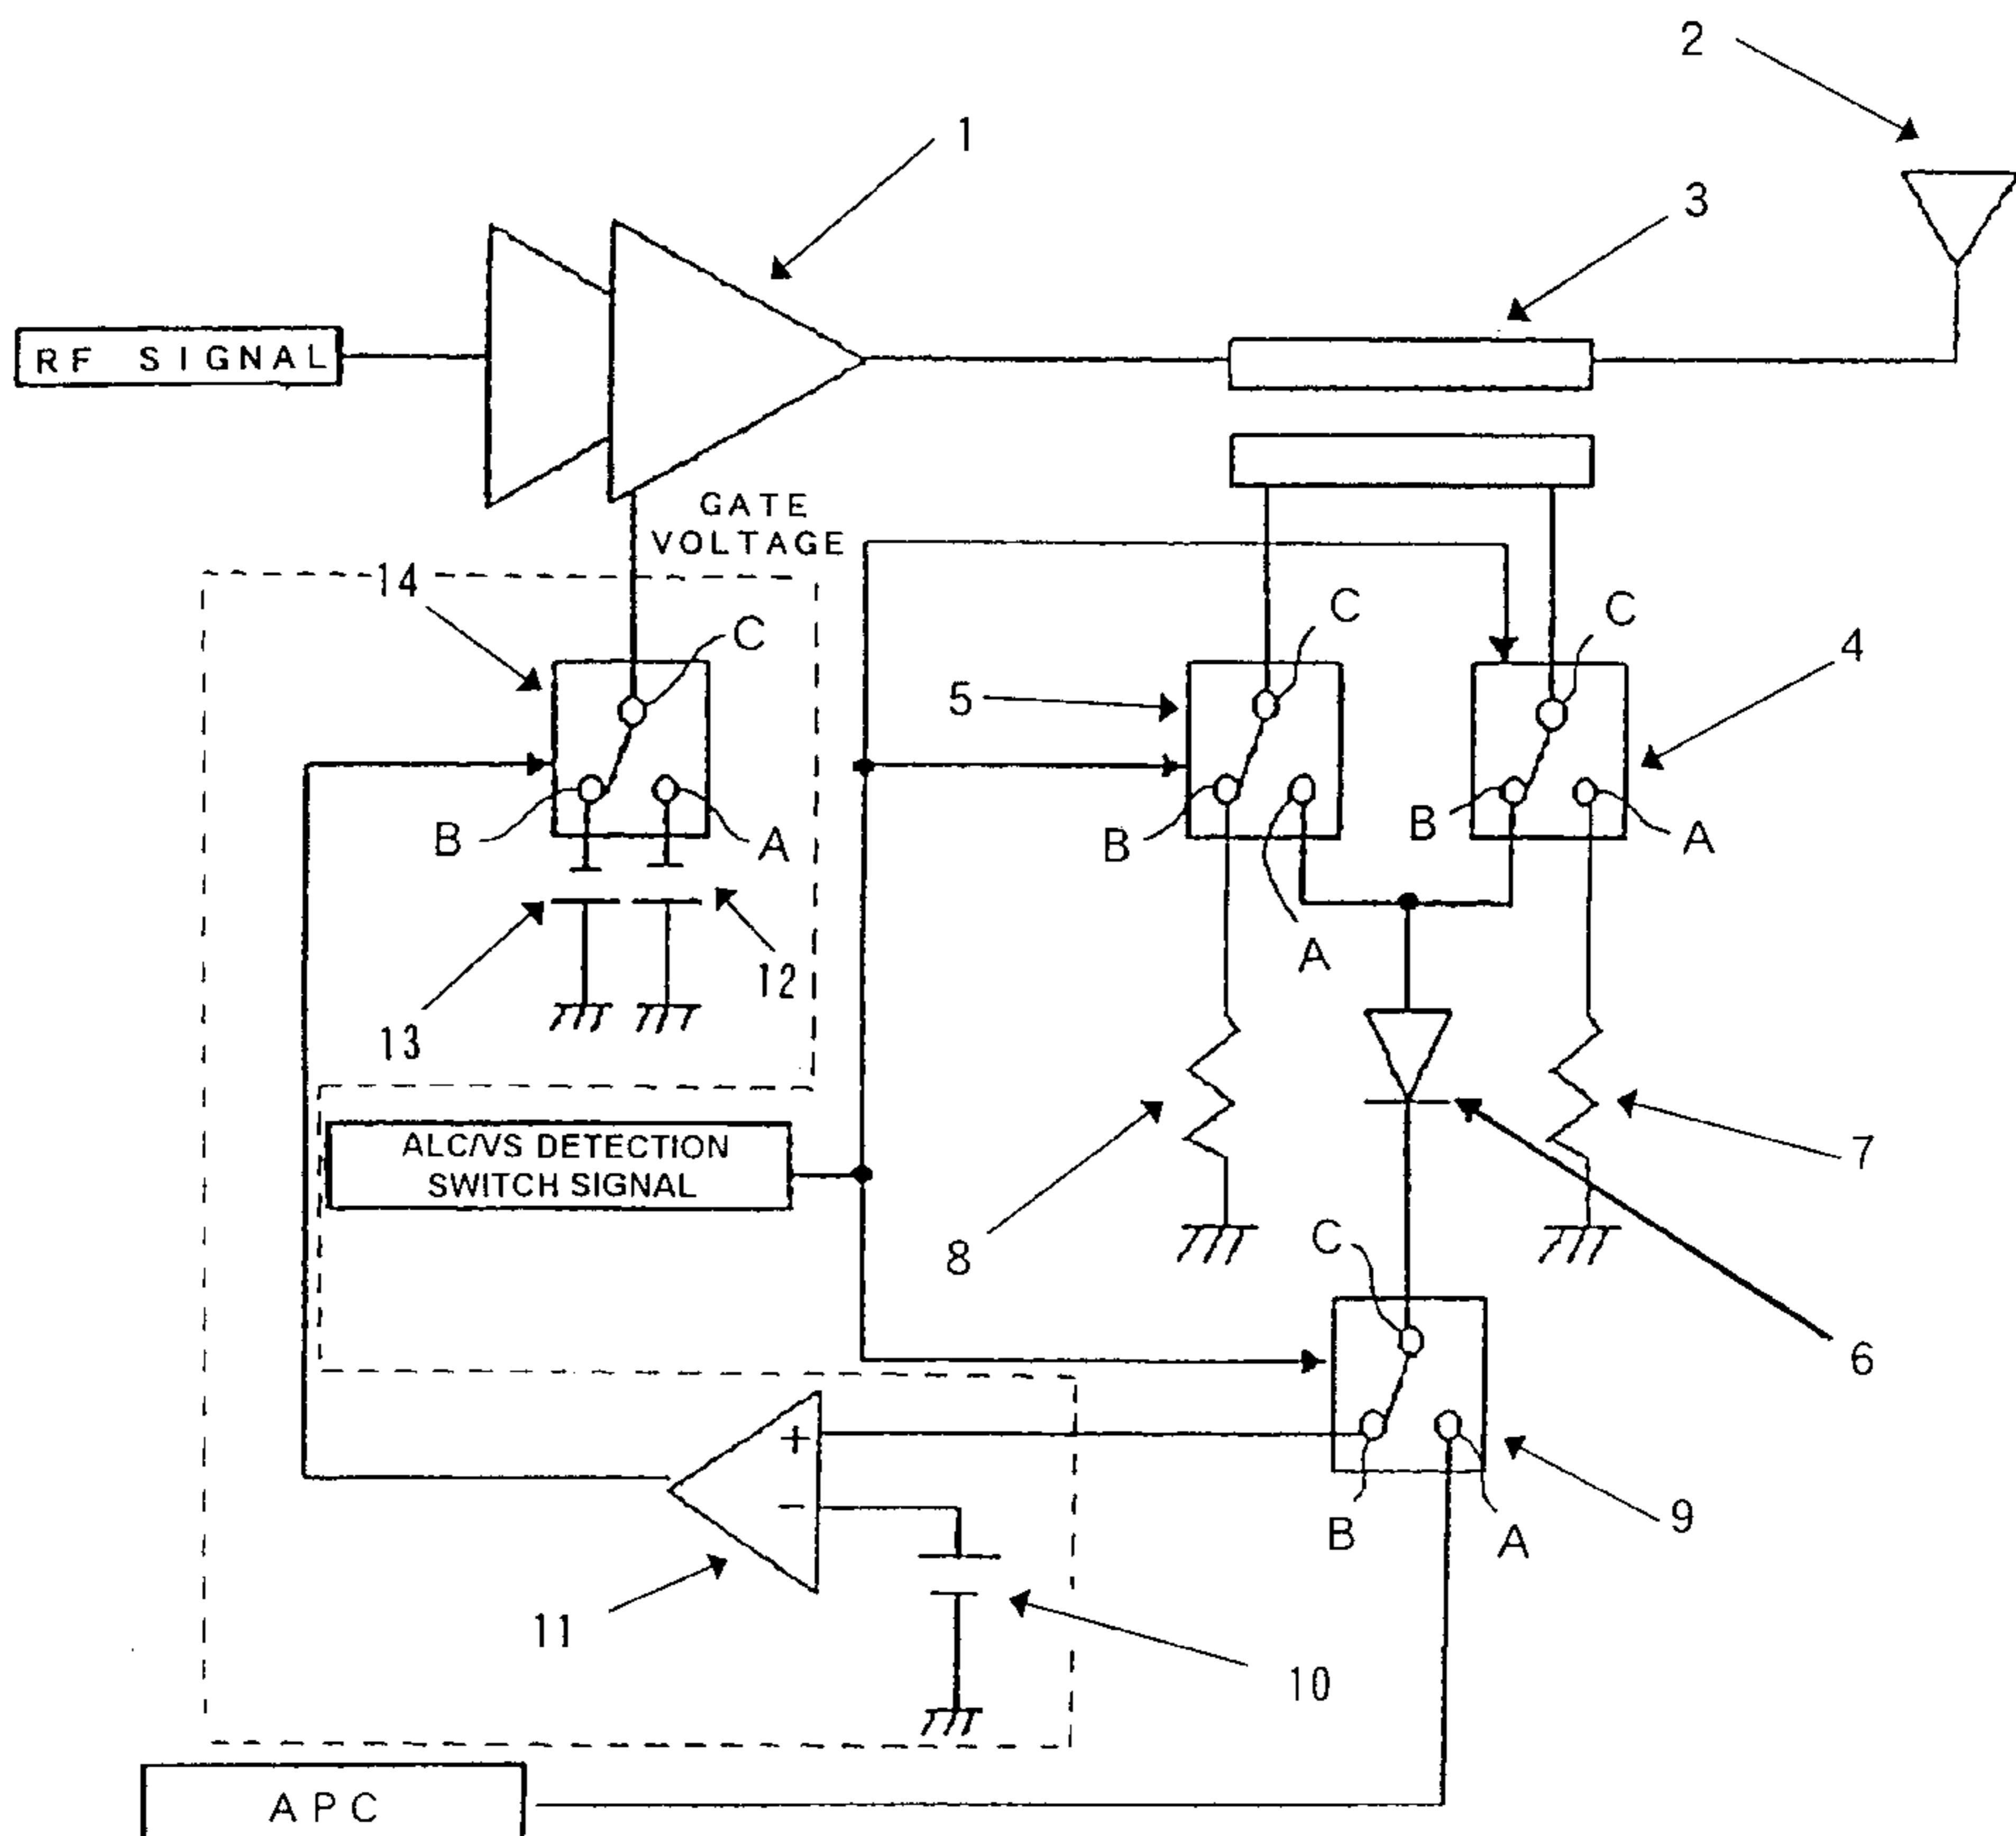 2
1
3
RF SIGNAL
GATE
VOLTAGE
14
C
C
C
4
5
B
A
B
B
A
A
12
13
ALC/VS DETECTION
SWITCH SIGNAL
7
8
C
6
+
−
9
B
A
11
10
APC